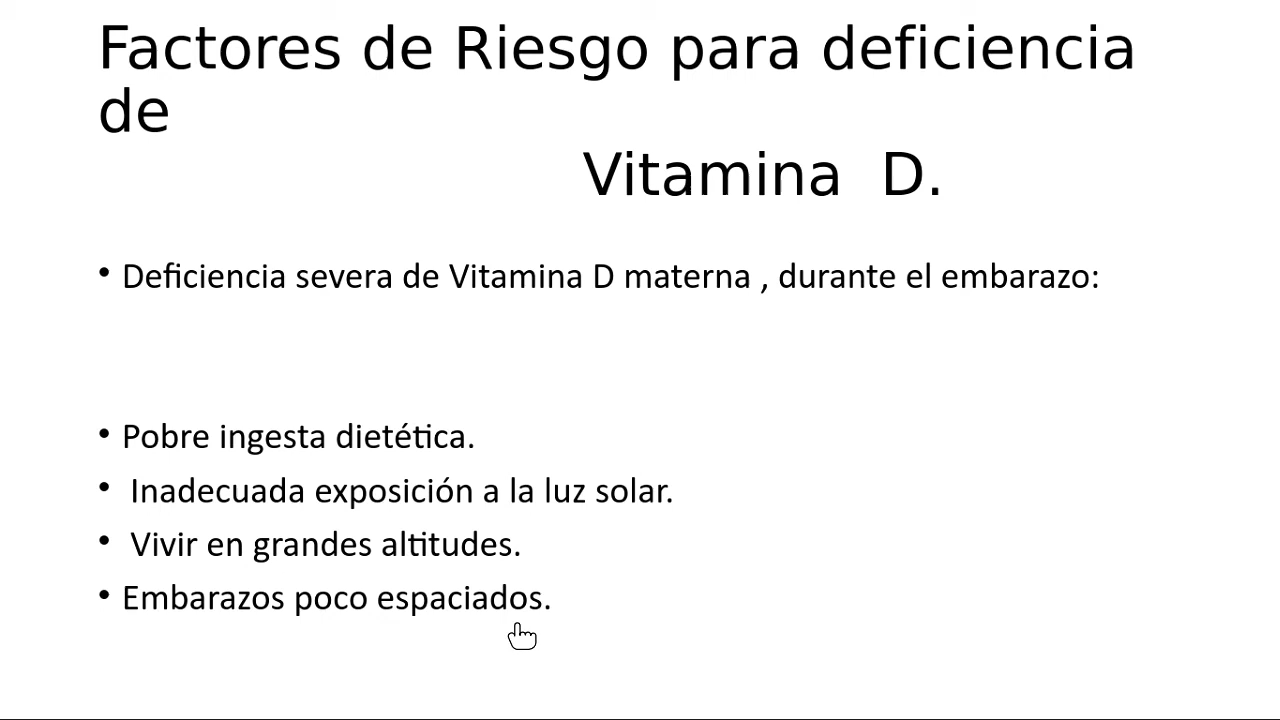 Factores de Riesgo para deficiencia
de
Vitamina D.
• Deficiencia severa de Vitamina D materna , durante el embarazo:
• Pobre ingesta dietética.
• Inadecuada exposición a la luz solar.
• Vivir en grandes altitudes.
• Embarazos poco espaciados.